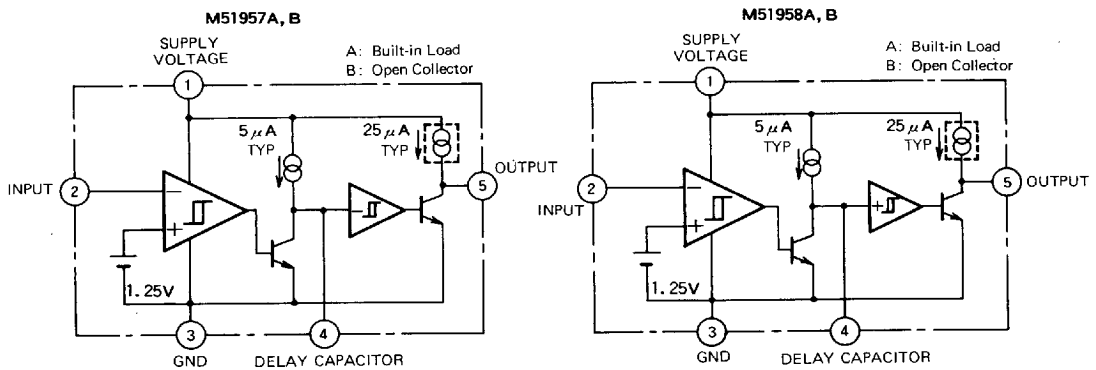 M51957A, B
SUPPLY
VOLTAGE
A: Built-in Load
B: Open Collector
1
5μA
TYP
25μA
TYP
OUTPUT
INPUT
2
5
-
+
-
1.25V
3
4
GND
DELAY CAPACITOR
M51958A, B
SUPPLY
VOLTAGE
A: Built-in Load
B: Open Collector
1
5μA
TYP
25μA
TYP
2
5
OUTPUT
INPUT
-
+
+
1.25V
3
4
GND
DELAY CAPACITOR